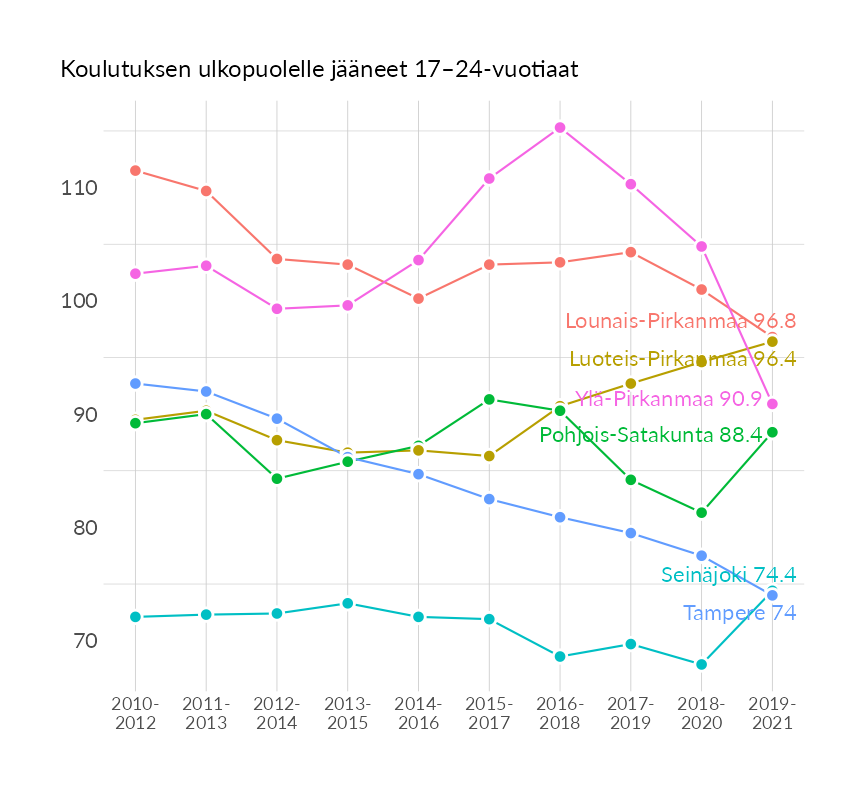 Koulutuksen ulkopuolelle jääneet 17–24-vuotiaat
110
100
90
80
70
Lounais-Pirkanmaa 96.8
Luoteis-Pirkanmaa 96.4
Ylä-Pirkanmaa 90.9
Pohjois-Satakunta 88.4
Seinäjoki 74.4
Tampere 74
2010- 2011- 2012- 2013- 2014- 2015- 2016- 2017- 2018- 2019-
2012 2013 2014 2015 2016 2017 2018 2019 2020 2021